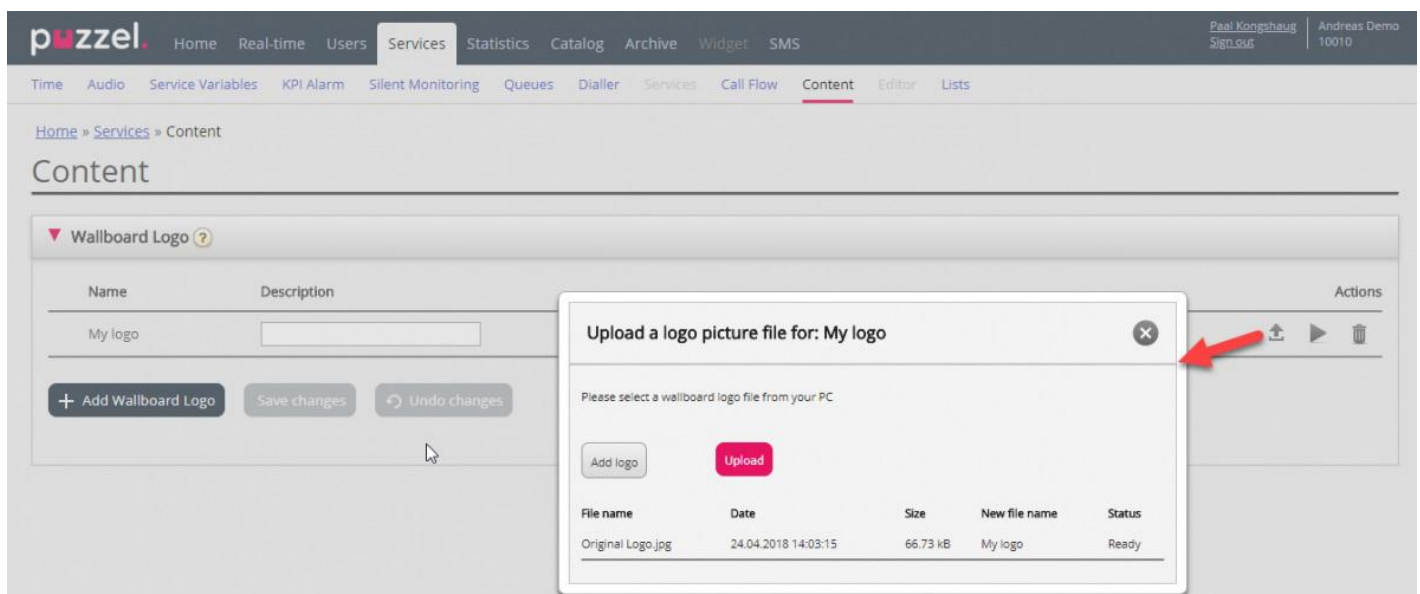 puzzel. Home Real-time Users Services Statistics Catalog Archive Widget SMS
Paal Kongshaug Andreas Demo
Sign out 10010
Time Audio Service Variables KPI Alarm Silent Monitoring Queues Dialler Services Call Flow Content Editor Lists
Home » Services » Content
Content
Wallboard Logo ?
Name Description Actions
My logo
+ Add Wallboard Logo Save changes Undo changes
Upload a logo picture file for: My logo
Please select a wallboard logo file from your PC
Add logo Upload
File name Date Size New file name Status
Original Logo.jpg 24.04.2018 14:03:15 66.73 kB My logo Ready